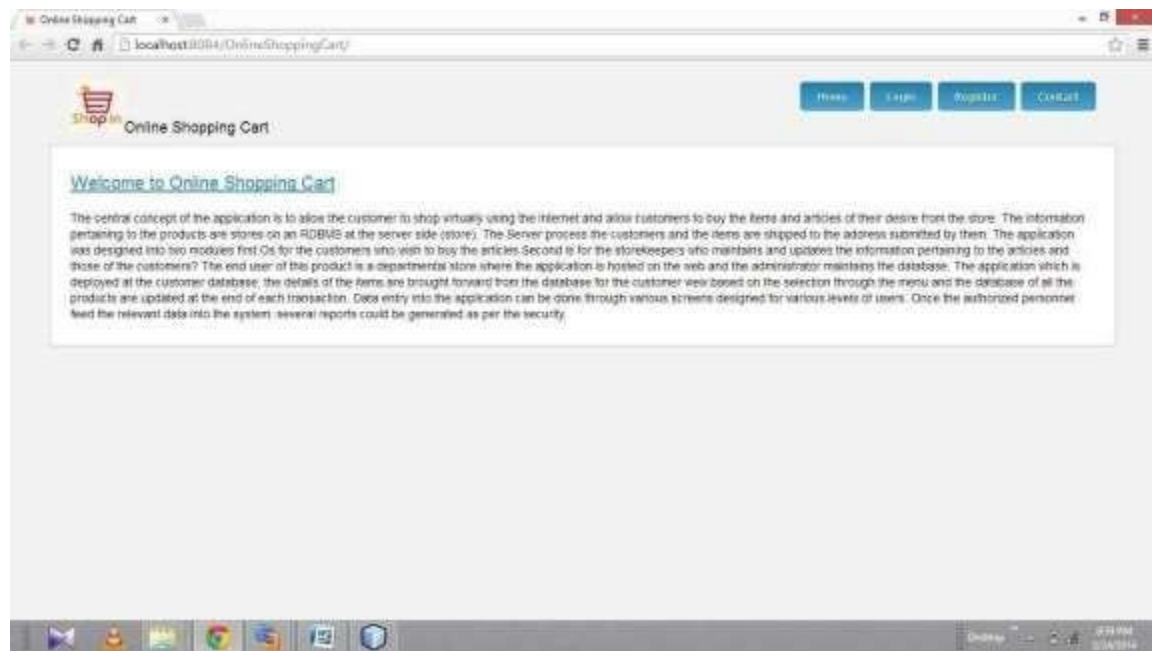 Online Shopping Cart
localhost:8084/OnlineShoppingCart/
Home Login Register Contact
Shop in
Online Shopping Cart
Welcome to Online Shopping Cart
The central concept of the application is to allow the customer to shop virtually using the Internet and allow customers to buy the items and articles of their desire from the store. The information
pertaining to the products are stores on an RDBMS at the server side (store). The Server process the customers and the items are shipped to the address submitted by them. The application
was designed into two modules first Os for the customers who wish to buy the articles.Second is for the storekeepers who maintains and updates the information pertaining to the articles and
those of the customers? The end user of this product is a departmental store where the application is hosted on the web and the administrator maintains the database. The application which is
deployed at the customer database, the details of the items are brought forward from the database for the customer view based on the selection through the menu and the database of all the
products are updated at the end of each transaction. Data entry into the application can be done through various screens designed for various levels of users. Once the authorized personnel
feed the relevant data into the system, several reports could be generated as per the security.
Desktop